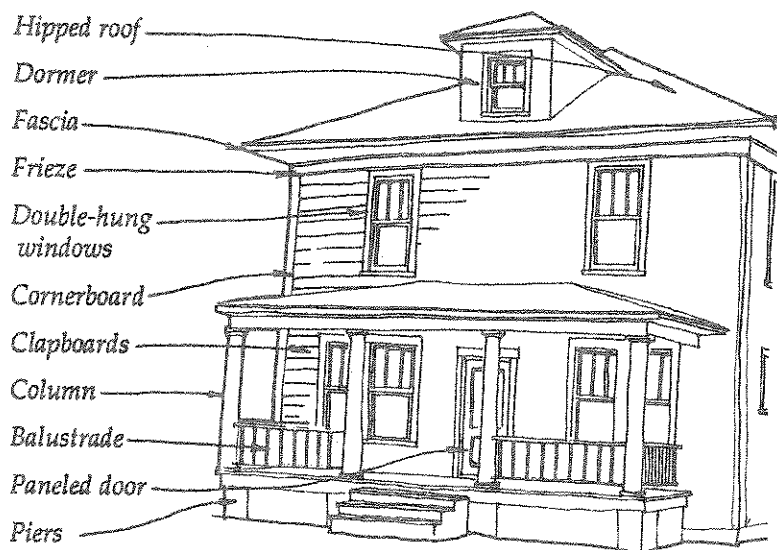 Hipped roof
Dormer
Fascia
Frieze
Double-hung
windows
Cornerboard
Clapboards
Column
Balustrade
Paneled door
Piers